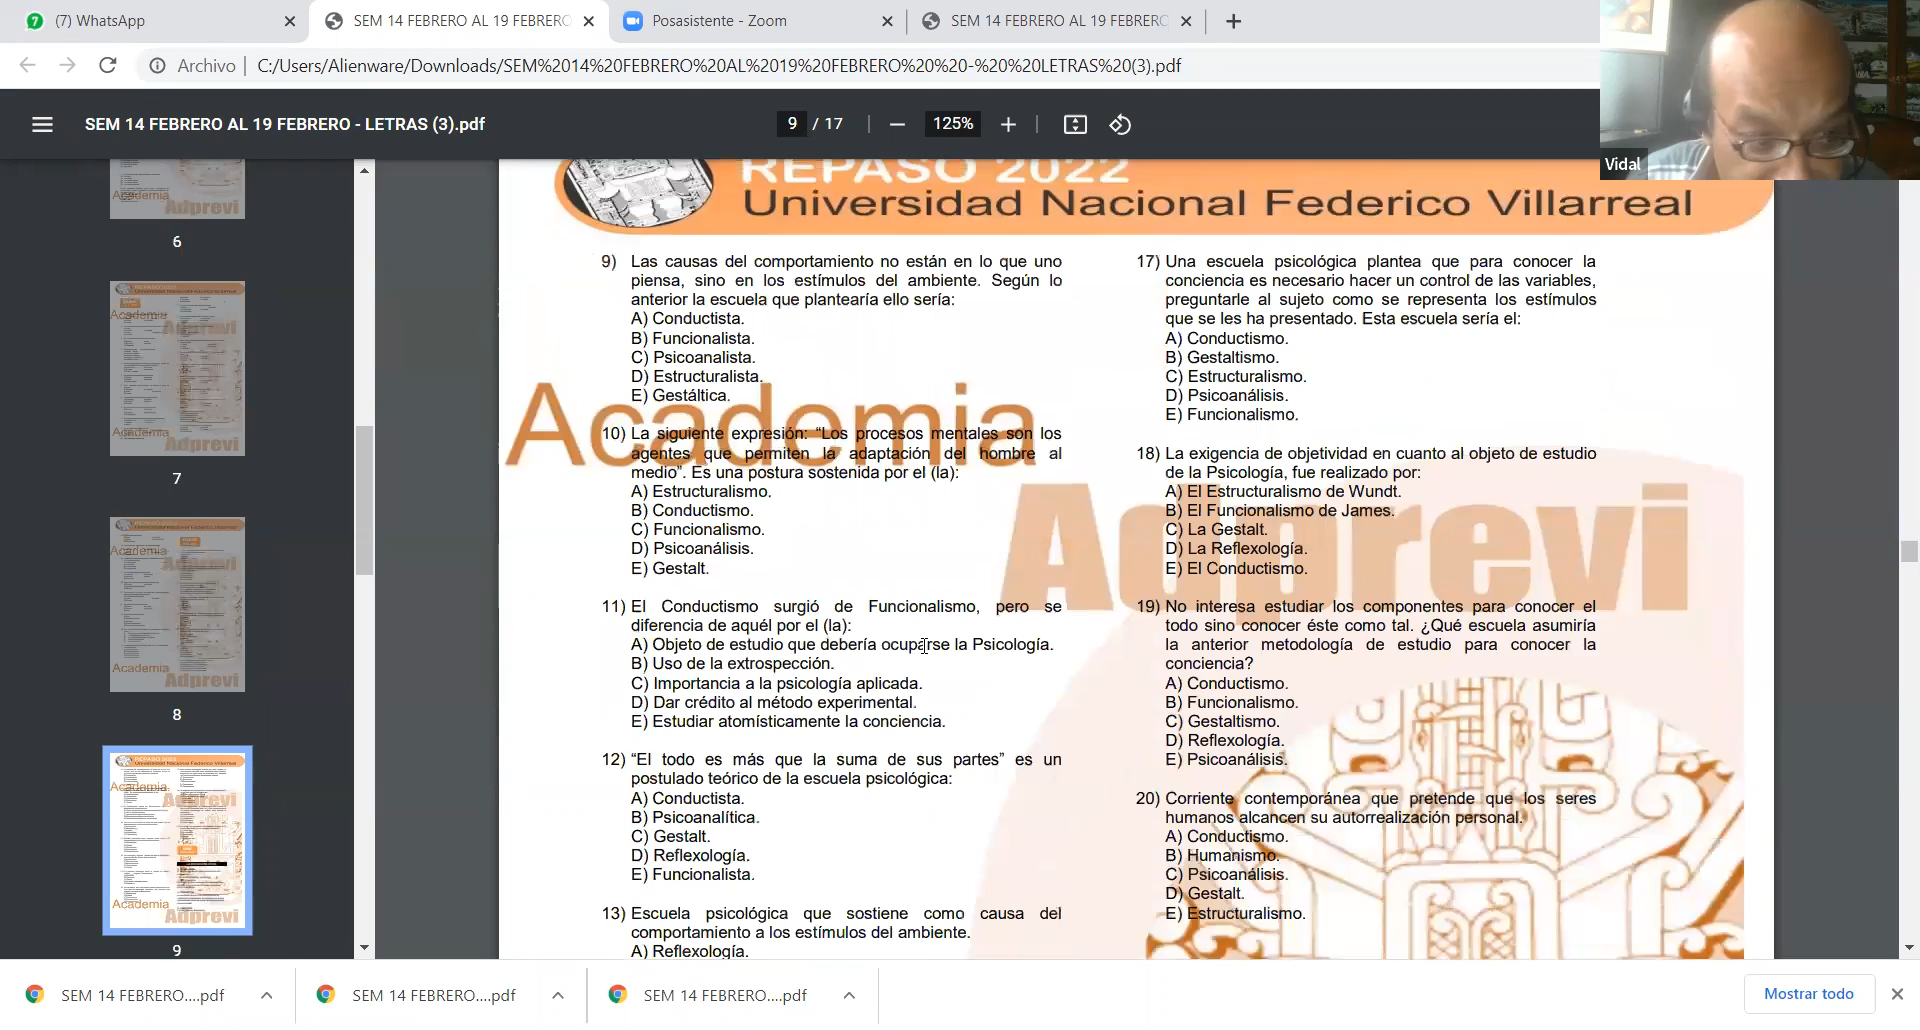 (7) WhatsApp
SEM 14 FEBRERO AL 19 FEBRERO
Posasistente - Zoom
SEM 14 FEBRERO AL 19 FEBRERO
Archivo
C:/Users/Alienware/Downloads/SEM%2014%20FEBRERO%20AL%2019%20FEBRERO%20%20-%20%20LETRAS%20(3).pdf
Vidal
SEM 14 FEBRERO AL 19 FEBRERO - LETRAS (3).pdf
9 / 17
125%
6
7
8
9
REPASO 2022
Universidad Nacional Federico Villarreal
Academia
Adprevi
9) Las causas del comportamiento no están en lo que uno
piensa, sino en los estímulos del ambiente. Según lo
anterior la escuela que plantearía ello sería:
A) Conductista.
B) Funcionalista.
C) Psicoanalista.
D) Estructuralista.
E) Gestáltica.
10) La siguiente expresión: “Los procesos mentales son los
agentes que permiten la adaptación del hombre al
medio”. Es una postura sostenida por el (la):
A) Estructuralismo.
B) Conductismo.
C) Funcionalismo.
D) Psicoanálisis.
E) Gestalt.
11) El Conductismo surgió de Funcionalismo, pero se
diferencia de aquél por el (la):
A) Objeto de estudio que debería ocuparse la Psicología.
B) Uso de la extrospección.
C) Importancia a la psicología aplicada.
D) Dar crédito al método experimental.
E) Estudiar atomísticamente la conciencia.
12) “El todo es más que la suma de sus partes” es un
postulado teórico de la escuela psicológica:
A) Conductista.
B) Psicoanalítica.
C) Gestalt.
D) Reflexología.
E) Funcionalista.
13) Escuela psicológica que sostiene como causa del
comportamiento a los estímulos del ambiente.
A) Reflexología.
17) Una escuela psicológica plantea que para conocer la
conciencia es necesario hacer un control de las variables,
preguntarle al sujeto como se representa los estímulos
que se les ha presentado. Esta escuela sería el:
A) Conductismo.
B) Gestaltismo.
C) Estructuralismo.
D) Psicoanálisis.
E) Funcionalismo.
18) La exigencia de objetividad en cuanto al objeto de estudio
de la Psicología, fue realizado por:
A) El Estructuralismo de Wundt.
B) El Funcionalismo de James.
C) La Gestalt.
D) La Reflexología.
E) El Conductismo.
19) No interesa estudiar los componentes para conocer el
todo sino conocer éste como tal. ¿Qué escuela asumiría
la anterior metodología de estudio para conocer la
conciencia?
A) Conductismo.
B) Funcionalismo.
C) Gestaltismo.
D) Reflexología.
E) Psicoanálisis.
20) Corriente contemporánea que pretende que los seres
humanos alcancen su autorrealización personal.
A) Conductismo.
B) Humanismo.
C) Psicoanálisis.
D) Gestalt.
E) Estructuralismo.
SEM 14 FEBRERO....pdf
SEM 14 FEBRERO....pdf
SEM 14 FEBRERO....pdf
Mostrar todo